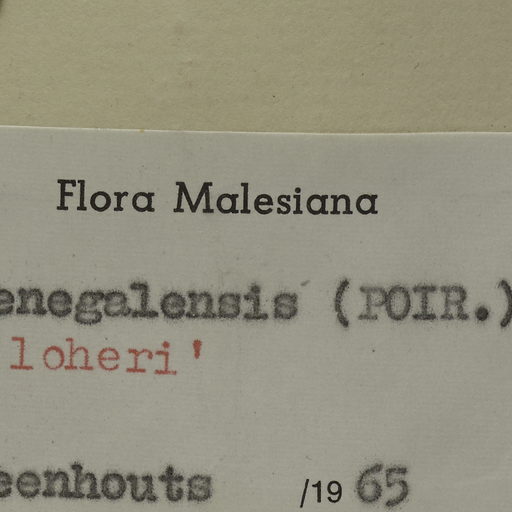 Flora Malesiana
enegalensis (POIR.)
loheri'
eenhouts /19 65